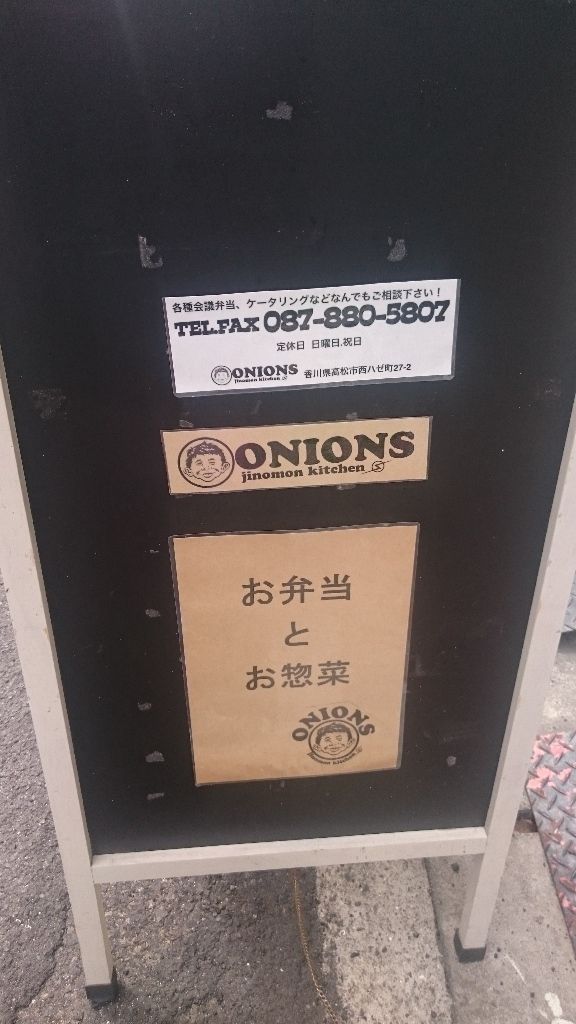 各種会議弁当、ケータリングなどなんでもご相談下さい！
TEL.FAX 087-880-5807
定休日 日曜日.祝日
ONIONS
jinomon kitchen
香川県高松市西ハゼ町27-2
ONIONS
jinomon kitchen
お弁当
と
お惣菜
ONIONS
jinomon kitchen